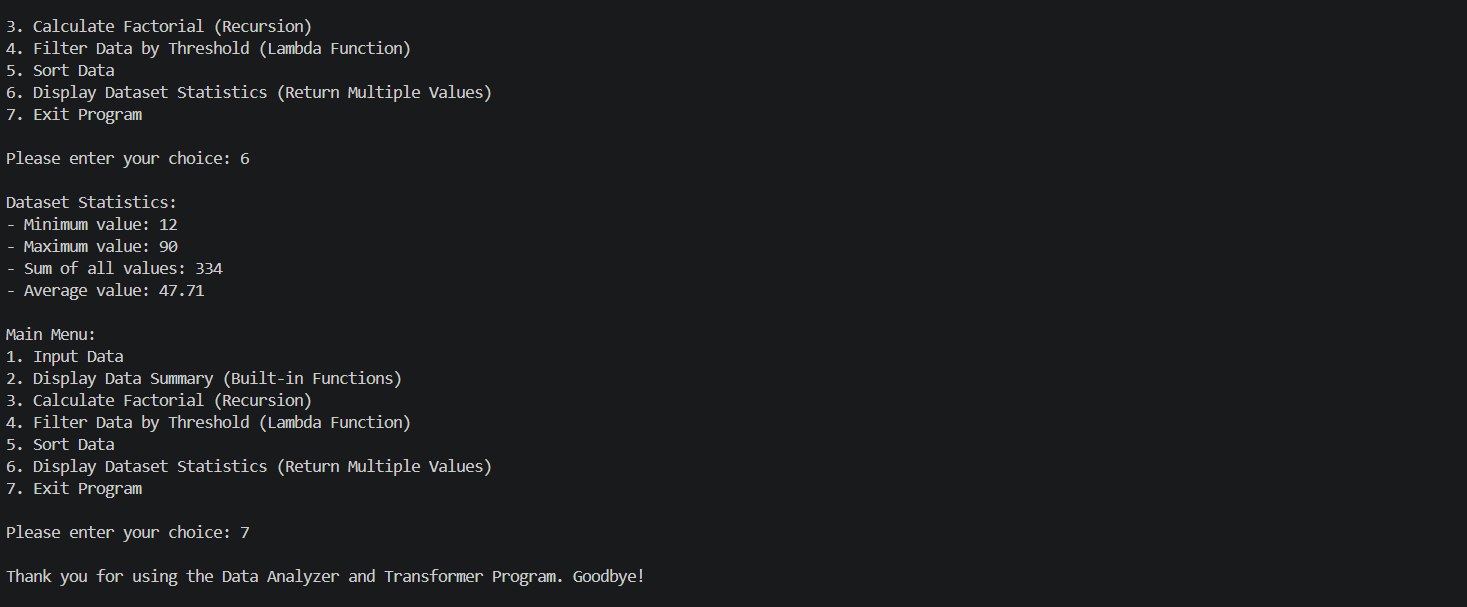 3. Calculate Factorial (Recursion)
4. Filter Data by Threshold (Lambda Function)
5. Sort Data
6. Display Dataset Statistics (Return Multiple Values)
7. Exit Program
Please enter your choice: 6
Dataset Statistics:
- Minimum value: 12
- Maximum value: 90
- Sum of all values: 334
- Average value: 47.71
Main Menu:
1. Input Data
2. Display Data Summary (Built-in Functions)
3. Calculate Factorial (Recursion)
4. Filter Data by Threshold (Lambda Function)
5. Sort Data
6. Display Dataset Statistics (Return Multiple Values)
7. Exit Program
Please enter your choice: 7
Thank you for using the Data Analyzer and Transformer Program. Goodbye!